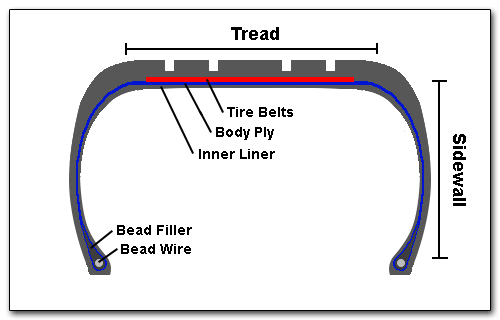 Tread
Tire Belts
Body Ply
Inner Liner
Sidewall
Bead Filler
Bead Wire